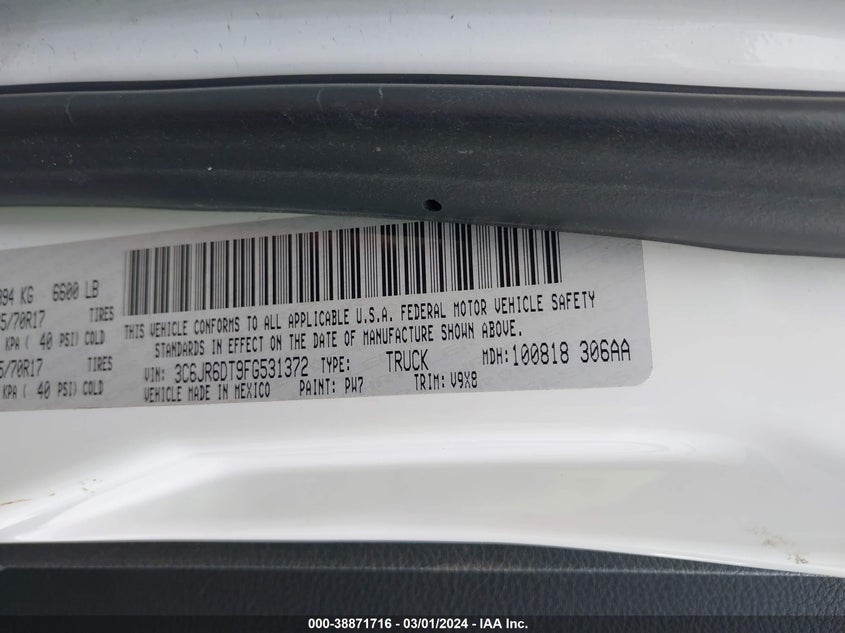 094 KG 6600 LB
5/70R17 TIRES
KPA ( 40 PSI) COLD
5/70R17 TIRES
KPA ( 40 PSI) COLD
THIS VEHICLE CONFORMS TO ALL APPLICABLE U.S.A. FEDERAL MOTOR VEHICLE SAFETY
STANDARDS IN EFFECT ON THE DATE OF MANUFACTURE SHOWN ABOVE.
VIN: 3C6JR6DT9FG531372 TYPE: TRUCK MDH: 100818 306AA
VEHICLE MADE IN MEXICO PAINT: PW7 TRIM: V9X8
000-38871716 - 03/01/2024 - IAA Inc.